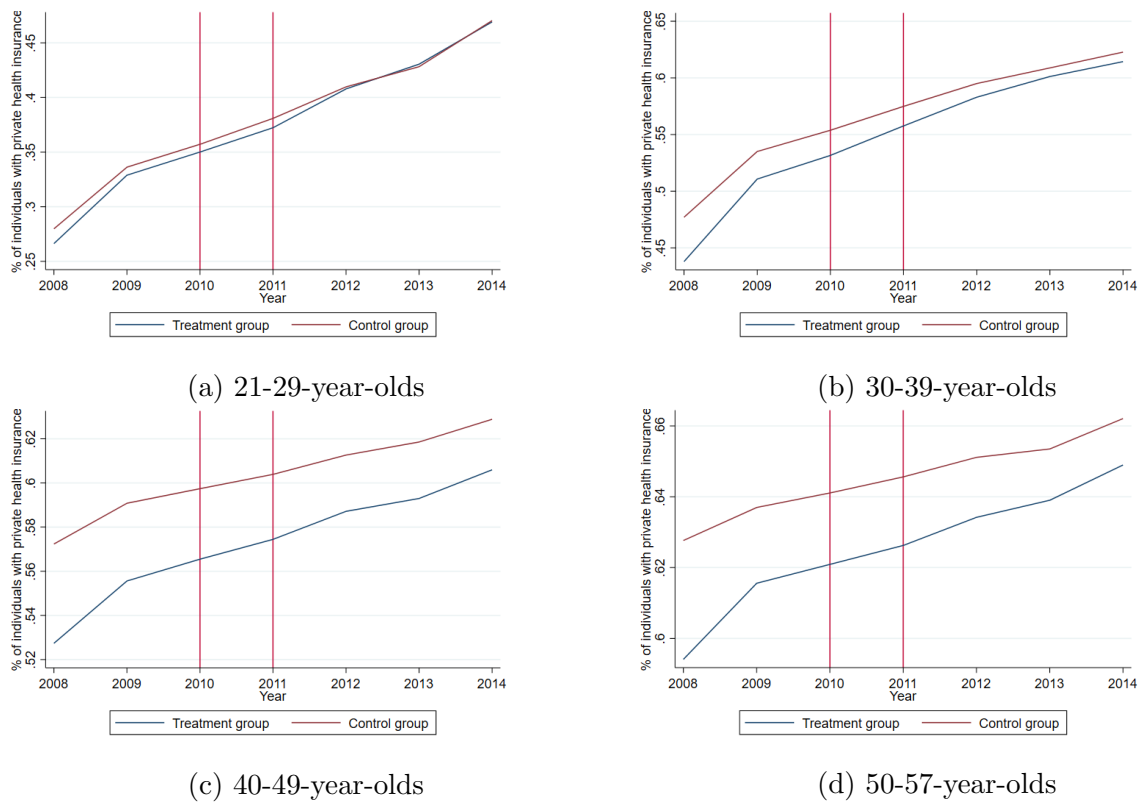 % of individuals with private health insurance
.45
.4
.35
.3
.25
2008 2009 2010 2011 2012 2013 2014
Year
Treatment group Control group
(a) 21-29-year-olds
% of individuals with private health insurance
.65
.6
.55
.5
.45
2008 2009 2010 2011 2012 2013 2014
Year
Treatment group Control group
(b) 30-39-year-olds
% of individuals with private health insurance
.62
.6
.58
.56
.54
.52
2008 2009 2010 2011 2012 2013 2014
Year
Treatment group Control group
(c) 40-49-year-olds
% of individuals with private health insurance
.66
.64
.62
.6
2008 2009 2010 2011 2012 2013 2014
Year
Treatment group Control group
(d) 50-57-year-olds